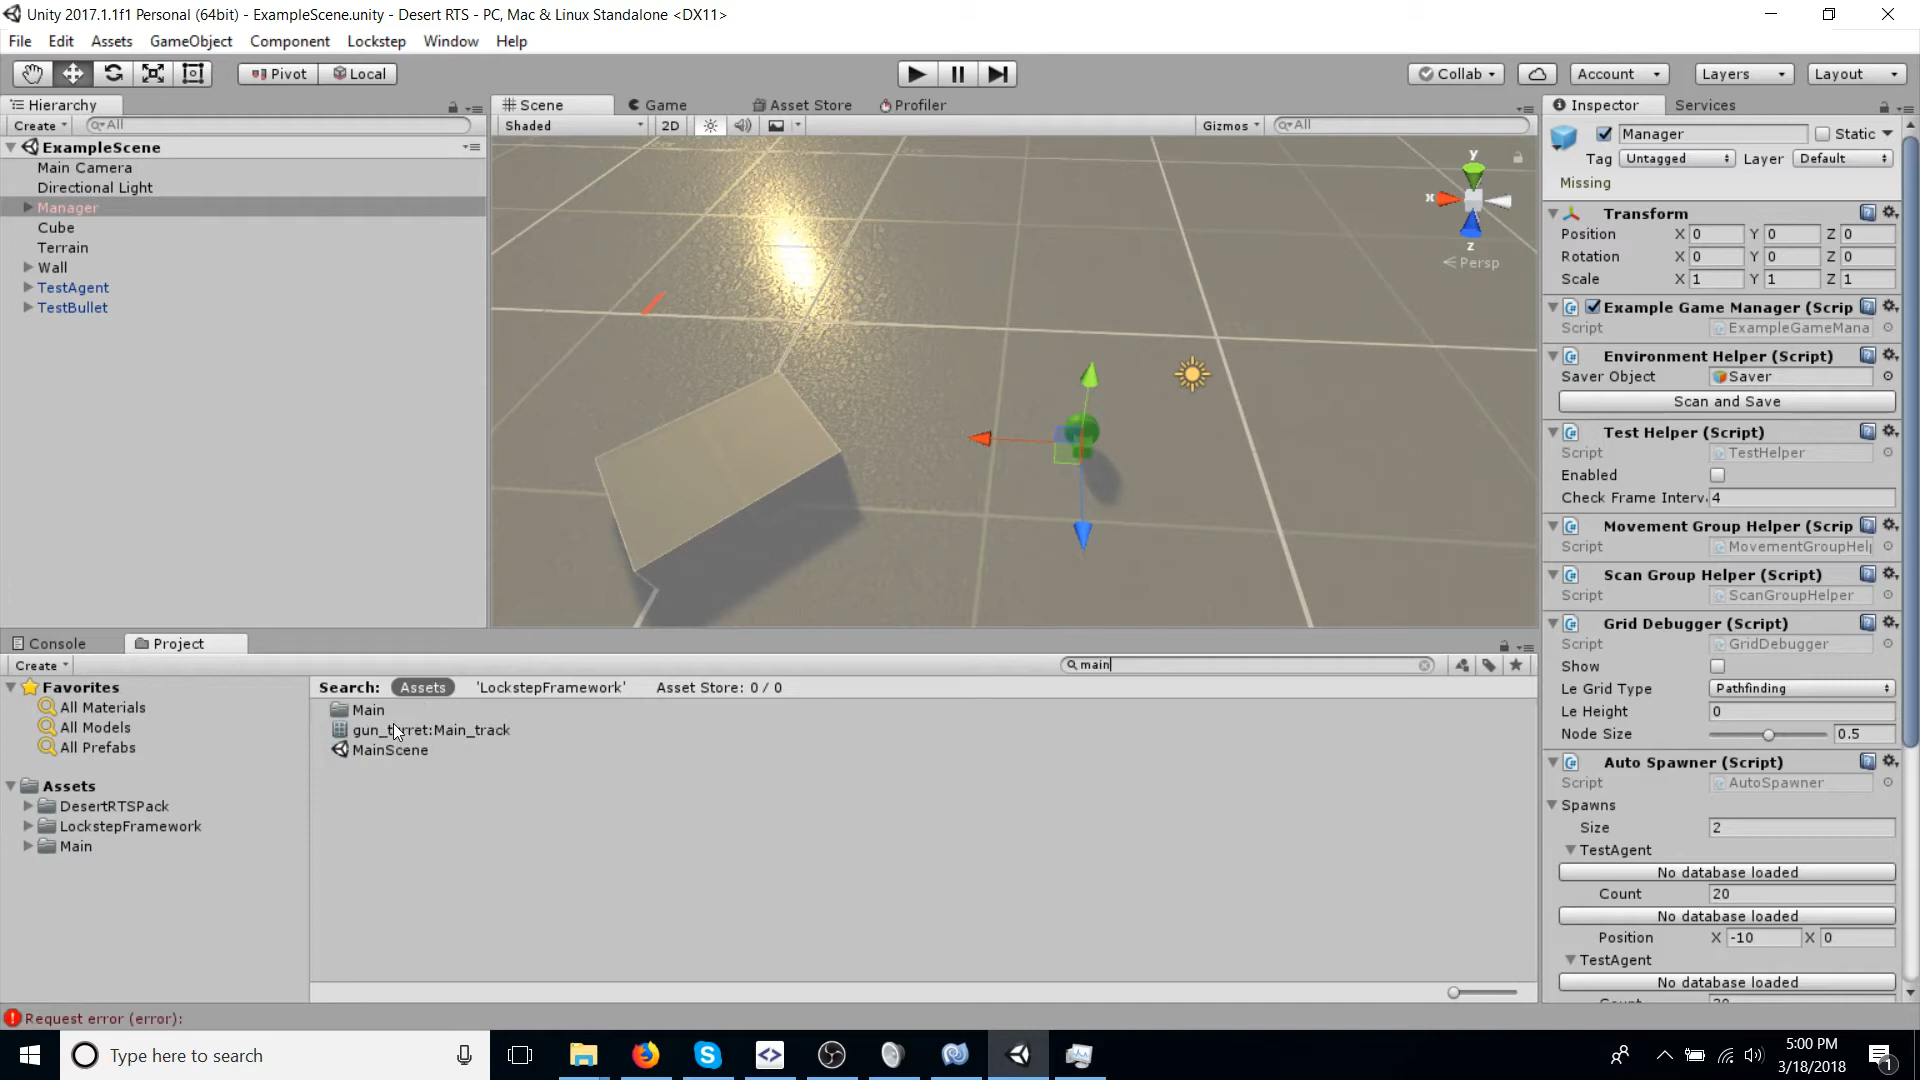 Unity 2017.1.1f1 Personal (64bit) - ExampleScene.unity - Desert RTS - PC, Mac & Linux Standalone <DX11>
File Edit Assets GameObject Component Lockstep Window Help
Pivot Local Collab Account Layers Layout
Hierarchy
Create All
ExampleScene
Main Camera
Directional Light
Manager
Cube
Terrain
Wall
TestAgent
TestBullet
Scene Game Asset Store Profiler
Shaded 2D Gizmos All
y
x
z
Persp
Inspector Services
Manager Static
Tag Untagged Layer Default
Missing
Transform
Position X 0 Y 0 Z 0
Rotation X 0 Y 0 Z 0
Scale X 1 Y 1 Z 1
Example Game Manager (Scrip
Script ExampleGameMana
Environment Helper (Script)
Saver Object Saver
Scan and Save
Test Helper (Script)
Script TestHelper
Enabled
Check Frame Interv 4
Movement Group Helper (Scrip
Script MovementGroupHel
Scan Group Helper (Script)
Script ScanGroupHelper
Grid Debugger (Script)
Script GridDebugger
Show
Le Grid Type Pathfinding
Le Height 0
Node Size 0.5
Auto Spawner (Script)
Script AutoSpawner
Spawns
Size 2
TestAgent
No database loaded
Count 20
No database loaded
Position X -10 X 0
TestAgent
No database loaded
Console Project
Create main
Favorites
All Materials
All Models
All Prefabs
Assets
DesertRTSPack
LockstepFramework
Main
Search: Assets 'LockstepFramework' Asset Store: 0 / 0
Main
gun_turret:Main_track
MainScene
Request error (error):
Type here to search
5:00 PM
3/18/2018
1